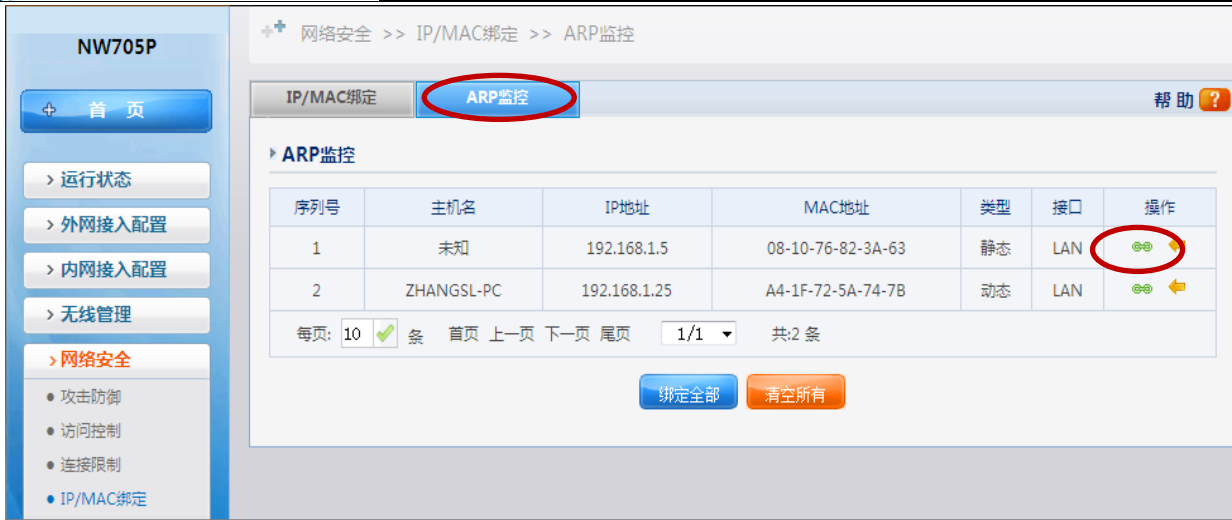 NW705P
网络安全 >> IP/MAC绑定 >> ARP监控
首 页
IP/MAC绑定 ARP监控
帮助 ?
ARP监控
运行状态
外网接入配置
内网接入配置
无线管理
网络安全
攻击防御
访问控制
连接限制
IP/MAC绑定
序列号 主机名 IP地址 MAC地址 类型 接口 操作
1 未知 192.168.1.5 08-10-76-82-3A-63 静态 LAN
2 ZHANGSL-PC 192.168.1.25 A4-1F-72-5A-74-7B 动态 LAN
每页: 10 条 首页 上一页 下一页 尾页 1/1 共:2 条
绑定全部 清空所有